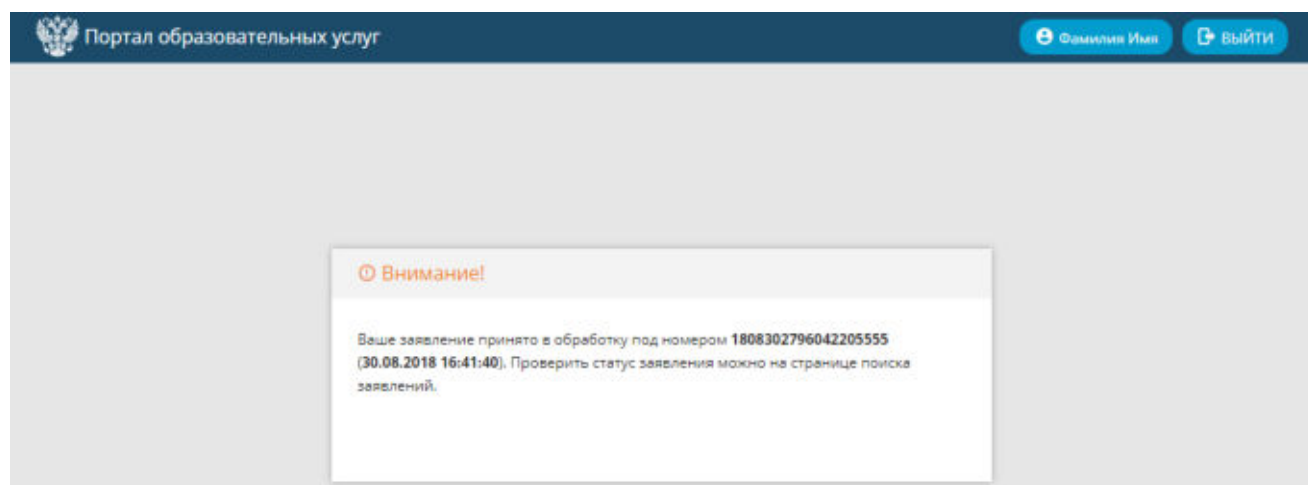 Портал образовательных услуг
Фамилия Имя
ВЫЙТИ
Внимание!
Ваше заявление принято в обработку под номером 1808302796042205555
(30.08.2018 16:41:40). Проверить статус заявления можно на странице поиска
заявлений.